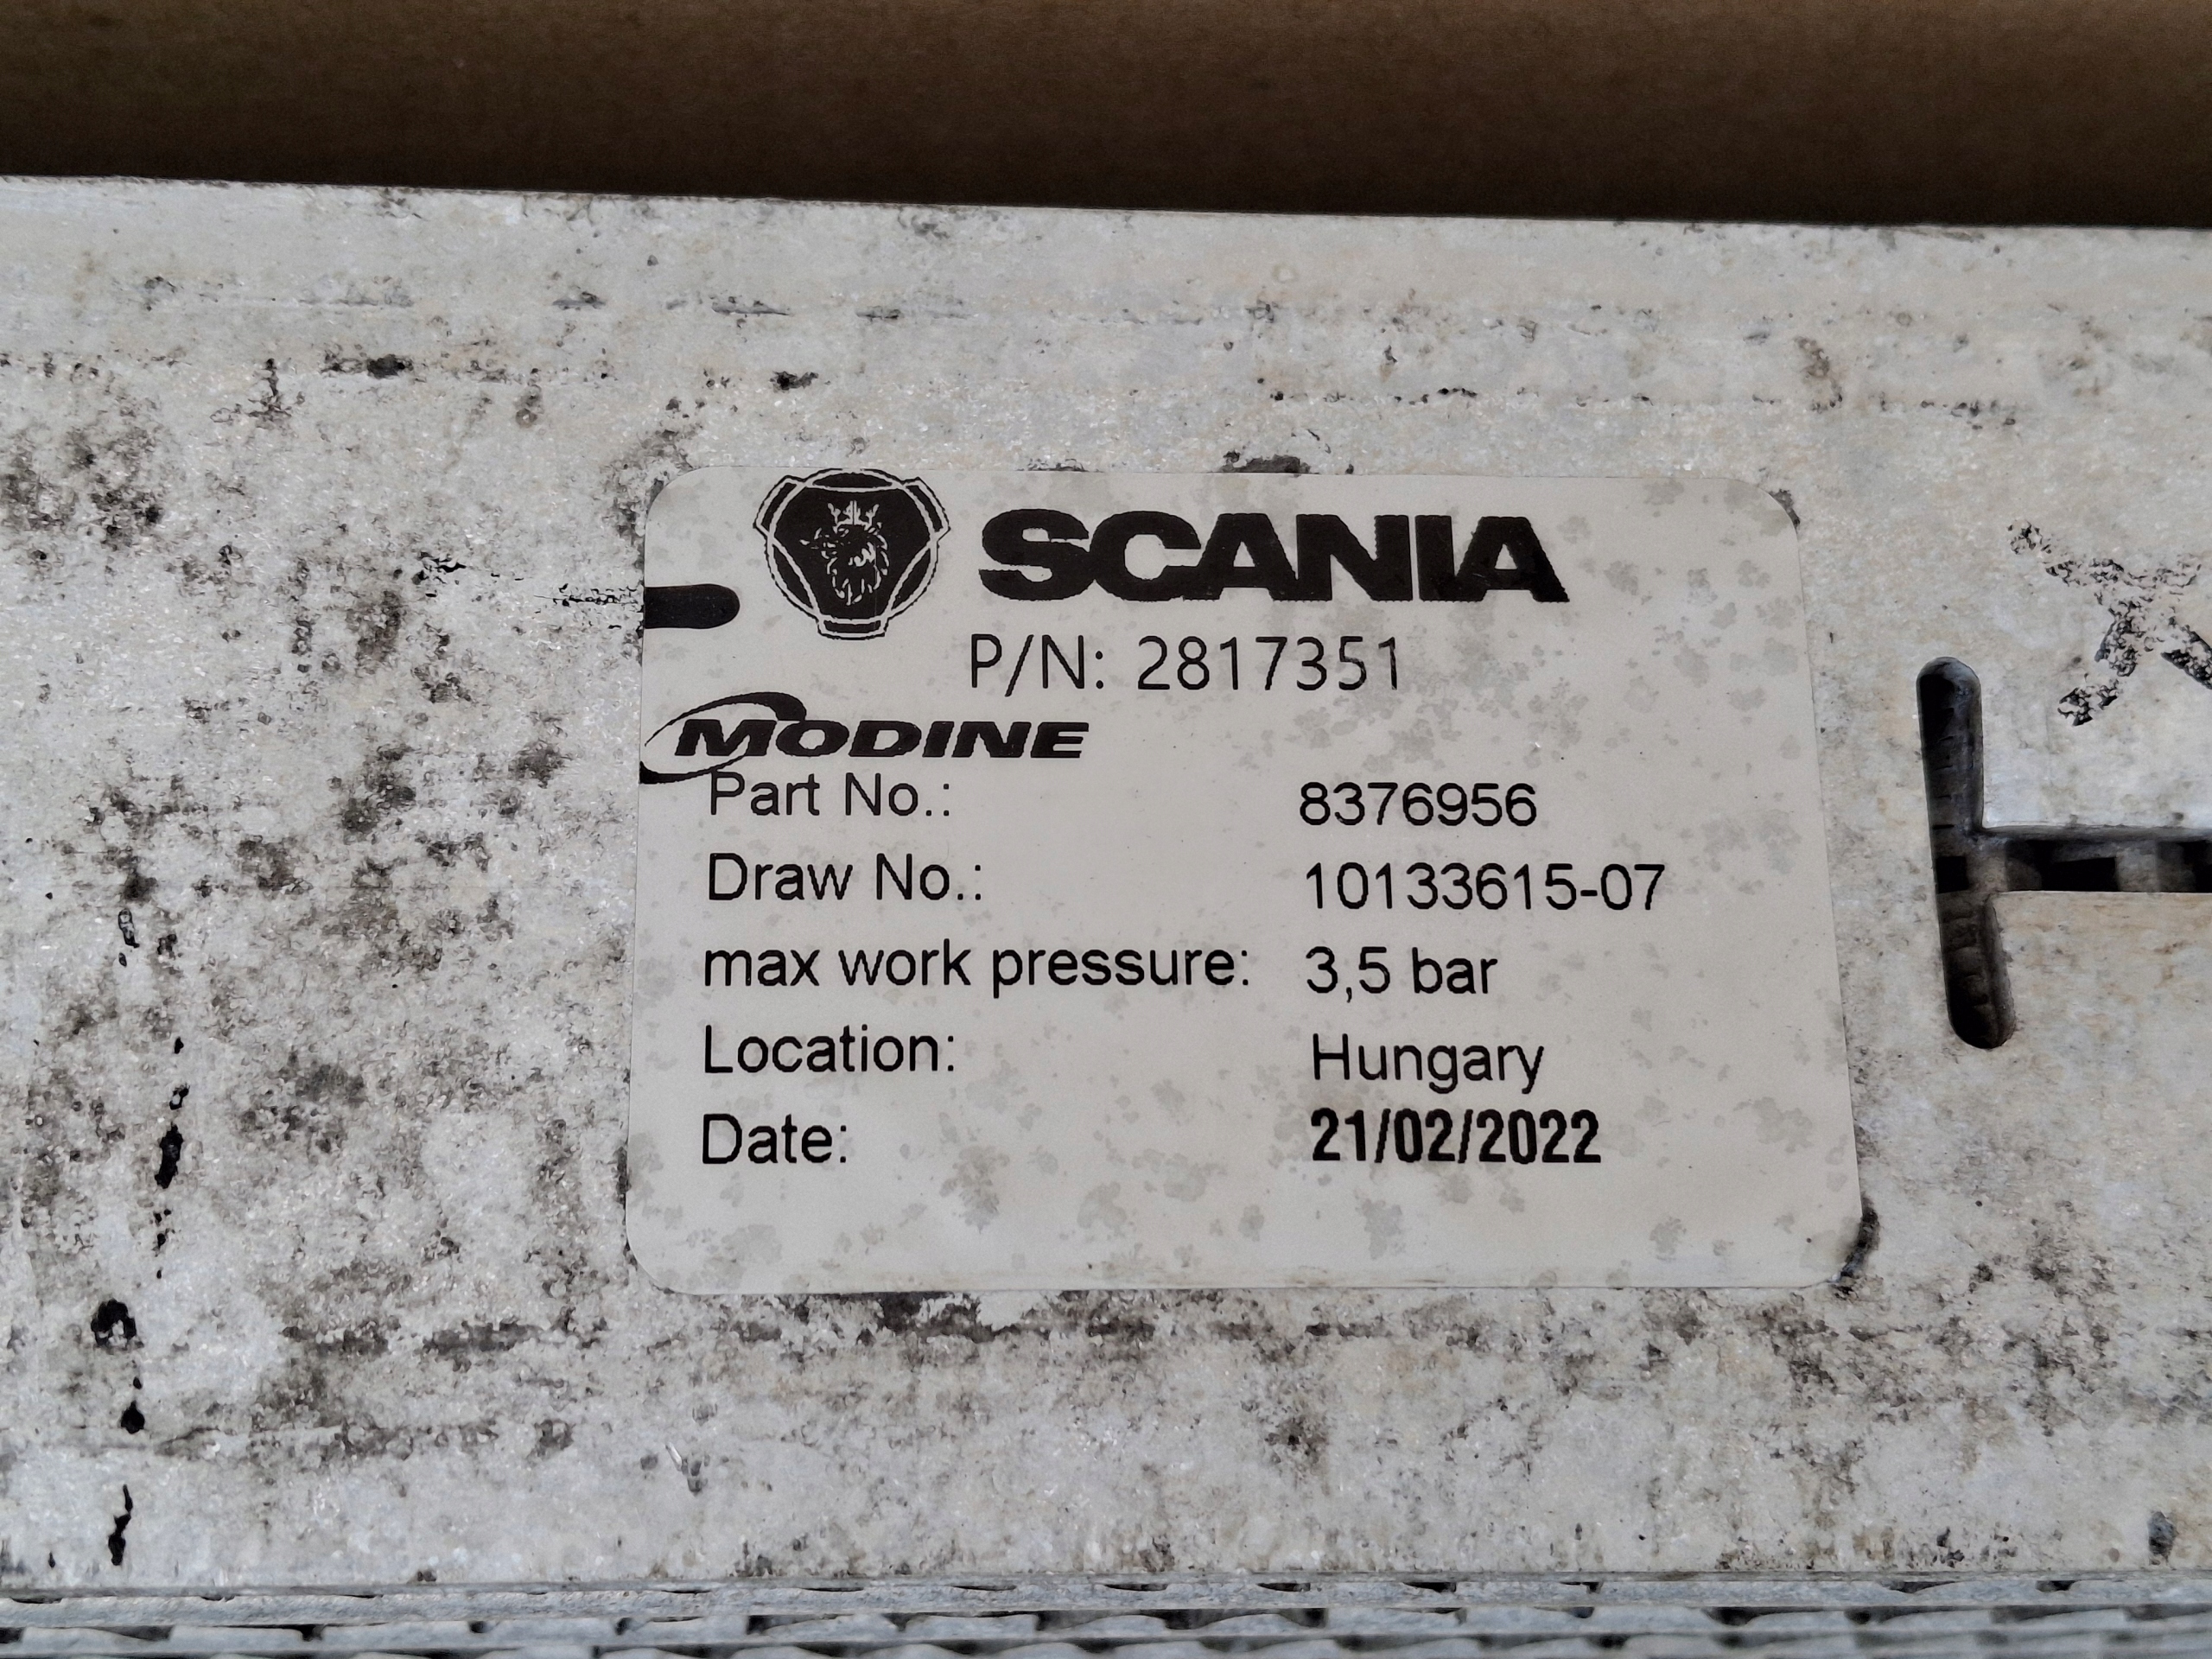 SCANIA
P/N: 2817351
MODINE
Part No.: 8376956
Draw No.: 10133615-07
max work pressure: 3,5 bar
Location: Hungary
Date: 21/02/2022